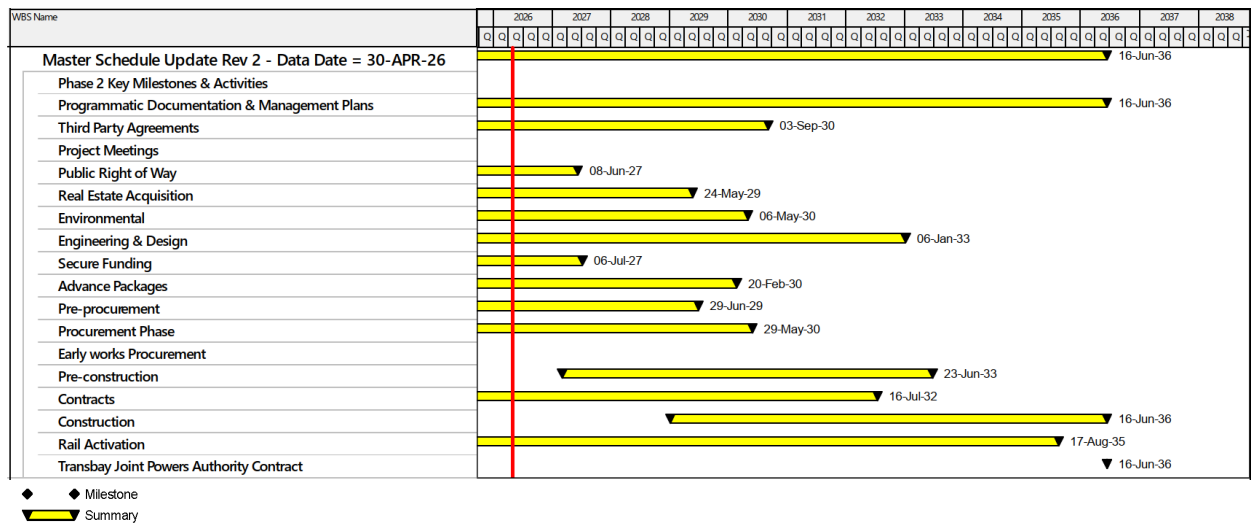 WBS Name
2026 2027 2028 2029 2030 2031 2032 2033 2034 2035 2036 2037 2038
Q Q Q Q Q Q Q Q Q Q Q Q Q Q Q Q Q Q Q Q Q Q Q Q Q Q Q Q Q Q Q Q Q Q Q Q Q Q Q Q Q Q Q Q Q Q Q Q Q Q Q Q
Master Schedule Update Rev 2 - Data Date = 30-APR-26 16-Jun-36
Phase 2 Key Milestones & Activities
Programmatic Documentation & Management Plans 16-Jun-36
Third Party Agreements 03-Sep-30
Project Meetings
Public Right of Way 08-Jun-27
Real Estate Acquisition 24-May-29
Environmental 06-May-30
Engineering & Design 06-Jan-33
Secure Funding 06-Jul-27
Advance Packages 20-Feb-30
Pre-procurement 29-Jun-29
Procurement Phase 29-May-30
Early works Procurement
Pre-construction 23-Jun-33
Contracts 16-Jul-32
Construction 16-Jun-36
Rail Activation 17-Aug-35
Transbay Joint Powers Authority Contract 16-Jun-36
Milestone
Summary